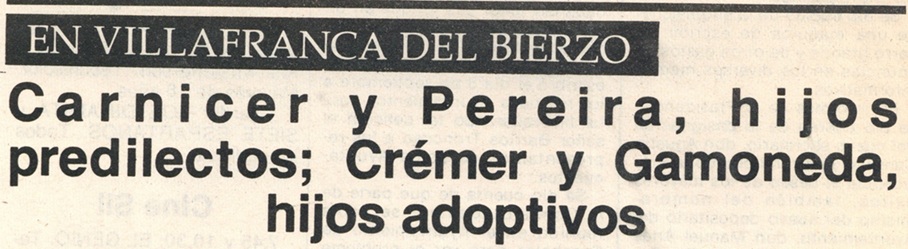 EN VILLAFRANCA DEL BIERZO
Carnicer y Pereira, hijos
predilectos; Crémer y Gamoneda,
hijos adoptivos